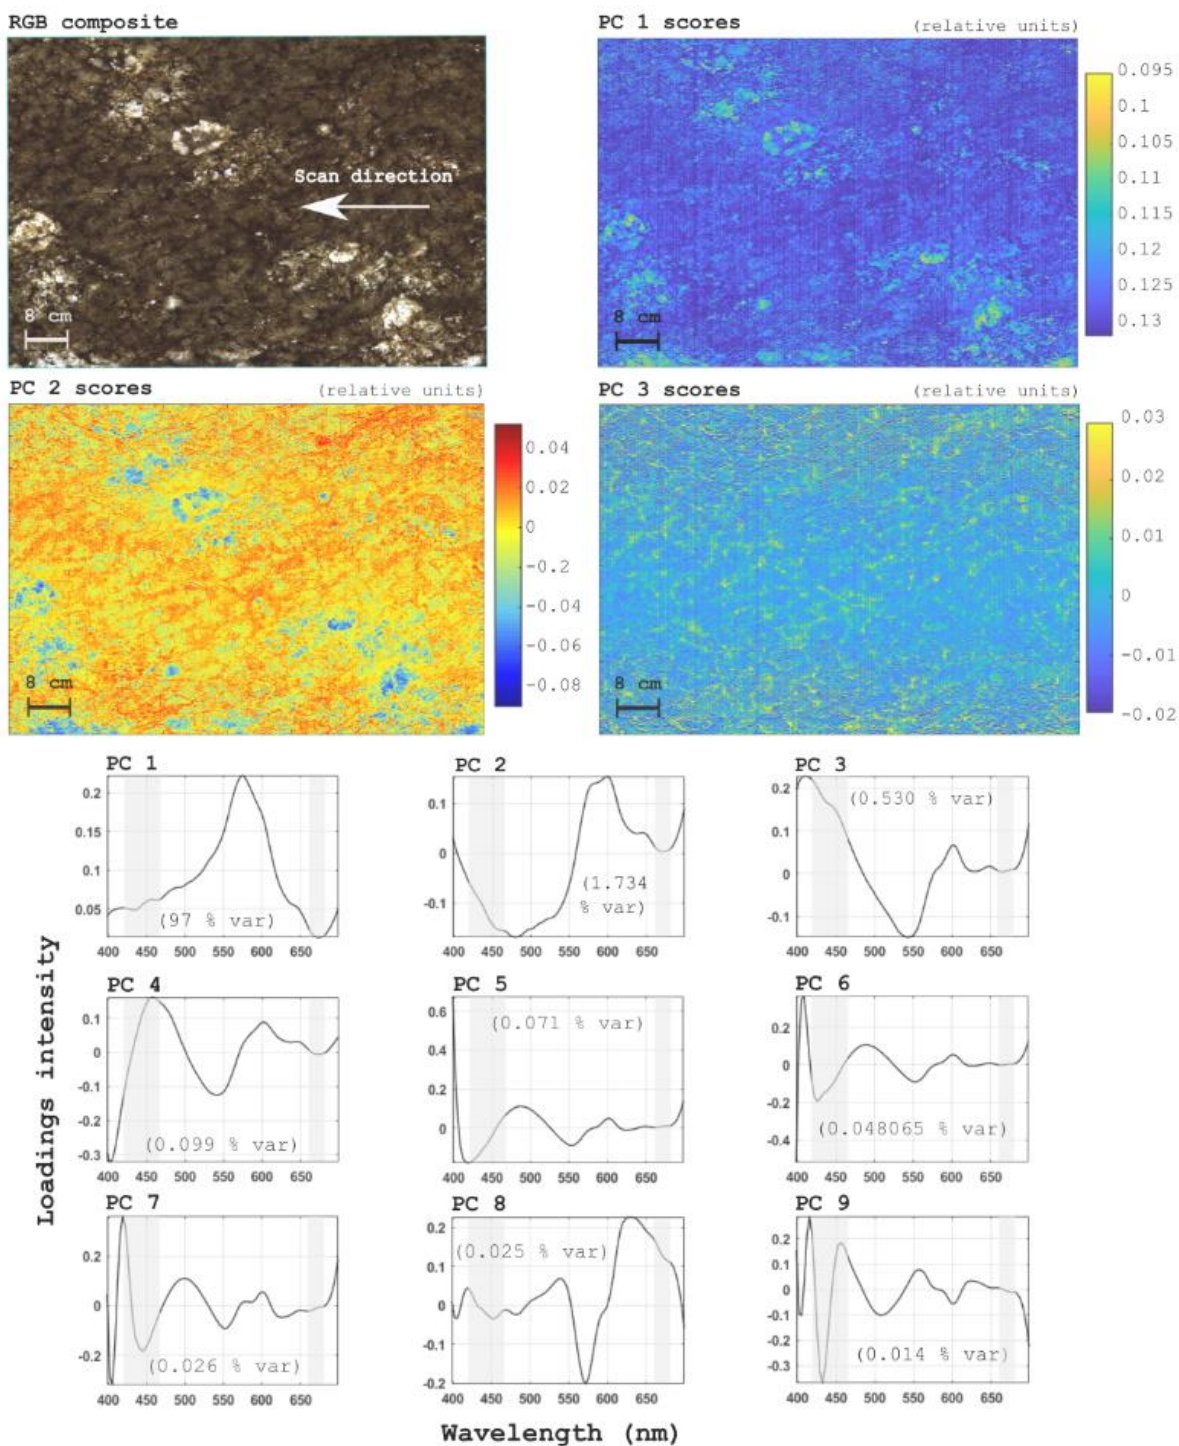 RGB composite
PC 1 scores (relative units)
Scan direction
8 cm
8 cm
0.095
0.1
0.105
0.11
0.115
0.12
0.125
0.13
PC 2 scores (relative units)
PC 3 scores (relative units)
8 cm
0.04
0.02
0
-0.2
-0.04
-0.06
-0.08
8 cm
0.03
0.02
0.01
0
-0.01
-0.02
Loadings intensity
PC 1
0.2
0.15
0.1
0.05
(97 % var)
400 450 500 550 600 650
PC 2
0.1
0
-0.1
(1.734
% var)
400 450 500 550 600 650
PC 3
0.2
0.1
0
-0.1
(0.530 % var)
400 450 500 550 600 650
PC 4
0.1
0
-0.1
-0.2
-0.3
(0.099 % var)
400 450 500 550 600 650
PC 5
0.6
0.4
0.2
0
(0.071 % var)
400 450 500 550 600 650
PC 6
0.2
0
-0.2
-0.4
(0.048065 % var)
400 450 500 550 600 650
PC 7
0.2
0
-0.2
(0.026 % var)
400 450 500 550 600 650
PC 8
0.2
0.1
0
-0.1
-0.2
(0.025 % var)
400 450 500 550 600 650
PC 9
0.2
0.1
0
-0.1
-0.2
-0.3
(0.014 % var)
400 450 500 550 600 650
Wavelength (nm)